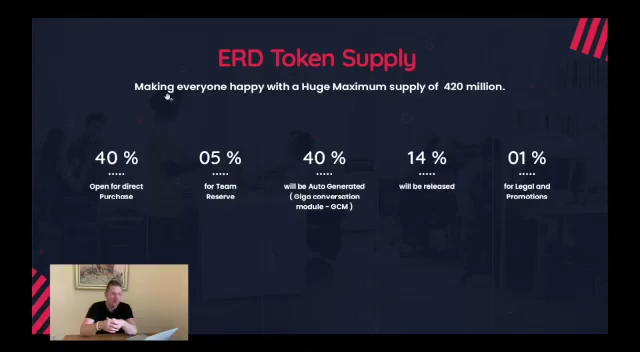 ERD Token Supply
Making everyone happy with a Huge Maximum supply of 420 million.
40 %
Open for direct
Purchase
05 %
for Team
Reserve
40 %
will be Auto Generated
( Giga conversation
module - GCM )
14 %
will be released
01 %
for Legal and
Promotions